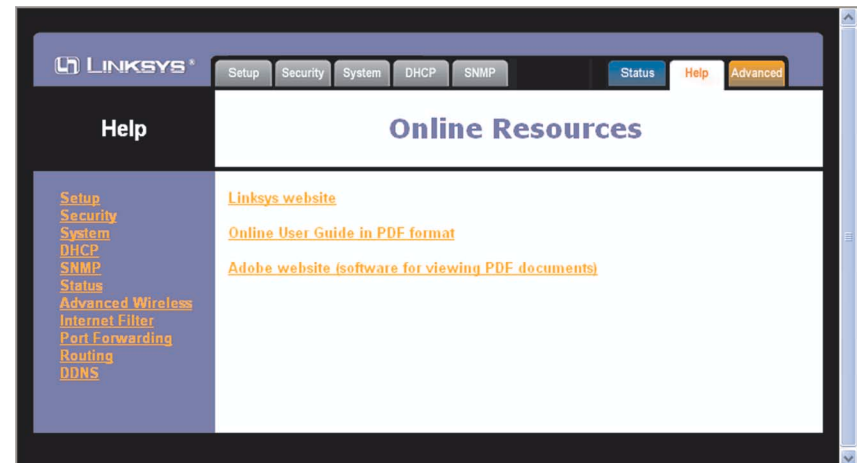 LINKSYS®
Setup Security System DHCP SNMP Status Help Advanced
Help
Online Resources
Setup
Security
System
DHCP
SNMP
Status
Advanced Wireless
Internet Filter
Port Forwarding
Routing
DDNS
Linksys website
Online User Guide in PDF format
Adobe website (software for viewing PDF documents)